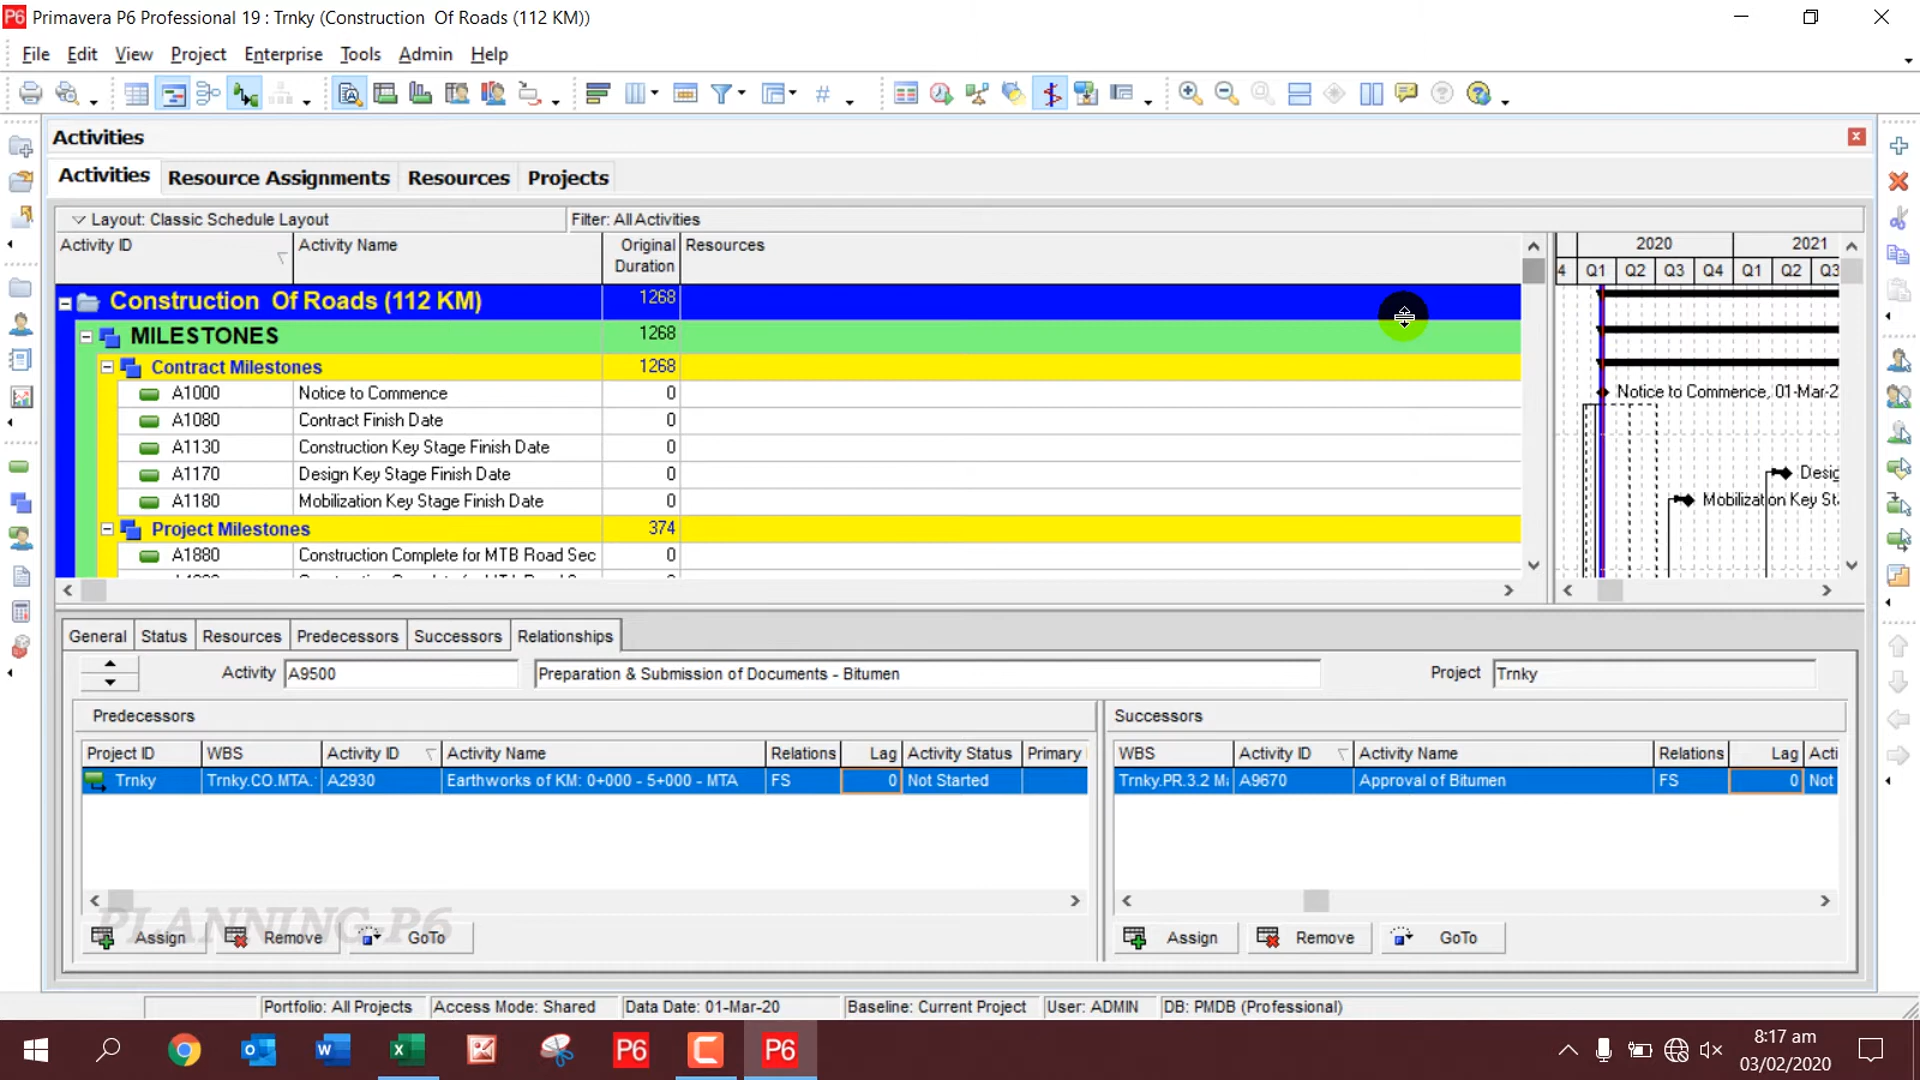 Primavera P6 Professional 19 : Trnky (Construction  Of Roads (112 KM))
File Edit View Project Enterprise Tools Admin Help
Activities
Activities Resource Assignments Resources Projects
Layout: Classic Schedule Layout Filter: All Activities
Activity ID Activity Name Original Duration Resources 2020 2021
4 Q1 Q2 Q3 Q4 Q1 Q2 Q3
Construction  Of Roads (112 KM) 1268
MILESTONES 1268
Contract Milestones 1268
A1000 Notice to Commence 0 Notice to Commence, 01-Mar-2
A1080 Contract Finish Date 0
A1130 Construction Key Stage Finish Date 0
A1170 Design Key Stage Finish Date 0 Desig
A1180 Mobilization Key Stage Finish Date 0 Mobilization Key St
Project Milestones 374
A1880 Construction Complete for MTB Road Sec 0
General Status Resources Predecessors Successors Relationships
Activity A9500 Preparation & Submission of Documents - Bitumen Project Trnky
Predecessors Successors
Project ID WBS Activity ID Activity Name Relations Lag Activity Status Primary WBS Activity ID Activity Name Relations Lag Acti
Trnky Trnky.CO.MTA. A2930 Earthworks of KM: 0+000 - 5+000 - MTA FS 0 Not Started Trnky.PR.3.2 Ma A9670 Approval of Bitumen FS 0 Not
PLANNING-P6
Assign Remove GoTo Assign Remove GoTo
Portfolio: All Projects Access Mode: Shared Data Date: 01-Mar-20 Baseline: Current Project User: ADMIN DB: PMDB (Professional)
8:17 am
03/02/2020